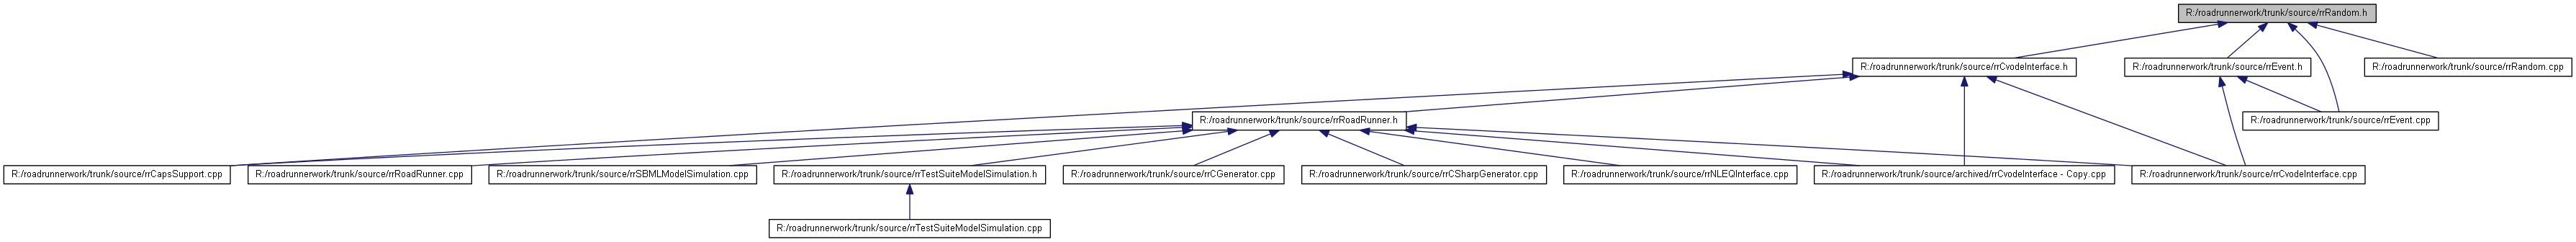 R:/roadrunnerwork/trunk/source/rrRandom.h
R:/roadrunnerwork/trunk/source/rrCvodeInterface.h
R:/roadrunnerwork/trunk/source/rrEvent.h
R:/roadrunnerwork/trunk/source/rrRandom.cpp
R:/roadrunnerwork/trunk/source/rrRoadRunner.h
R:/roadrunnerwork/trunk/source/rrEvent.cpp
R:/roadrunnerwork/trunk/source/rrCapsSupport.cpp
R:/roadrunnerwork/trunk/source/rrRoadRunner.cpp
R:/roadrunnerwork/trunk/source/rrSBMLModelSimulation.cpp
R:/roadrunnerwork/trunk/source/rrTestSuiteModelSimulation.h
R:/roadrunnerwork/trunk/source/rrCGenerator.cpp
R:/roadrunnerwork/trunk/source/rrCSharpGenerator.cpp
R:/roadrunnerwork/trunk/source/rrNLEQInterface.cpp
R:/roadrunnerwork/trunk/source/archived/rrCvodeInterface - Copy.cpp
R:/roadrunnerwork/trunk/source/rrCvodeInterface.cpp
R:/roadrunnerwork/trunk/source/rrTestSuiteModelSimulation.cpp